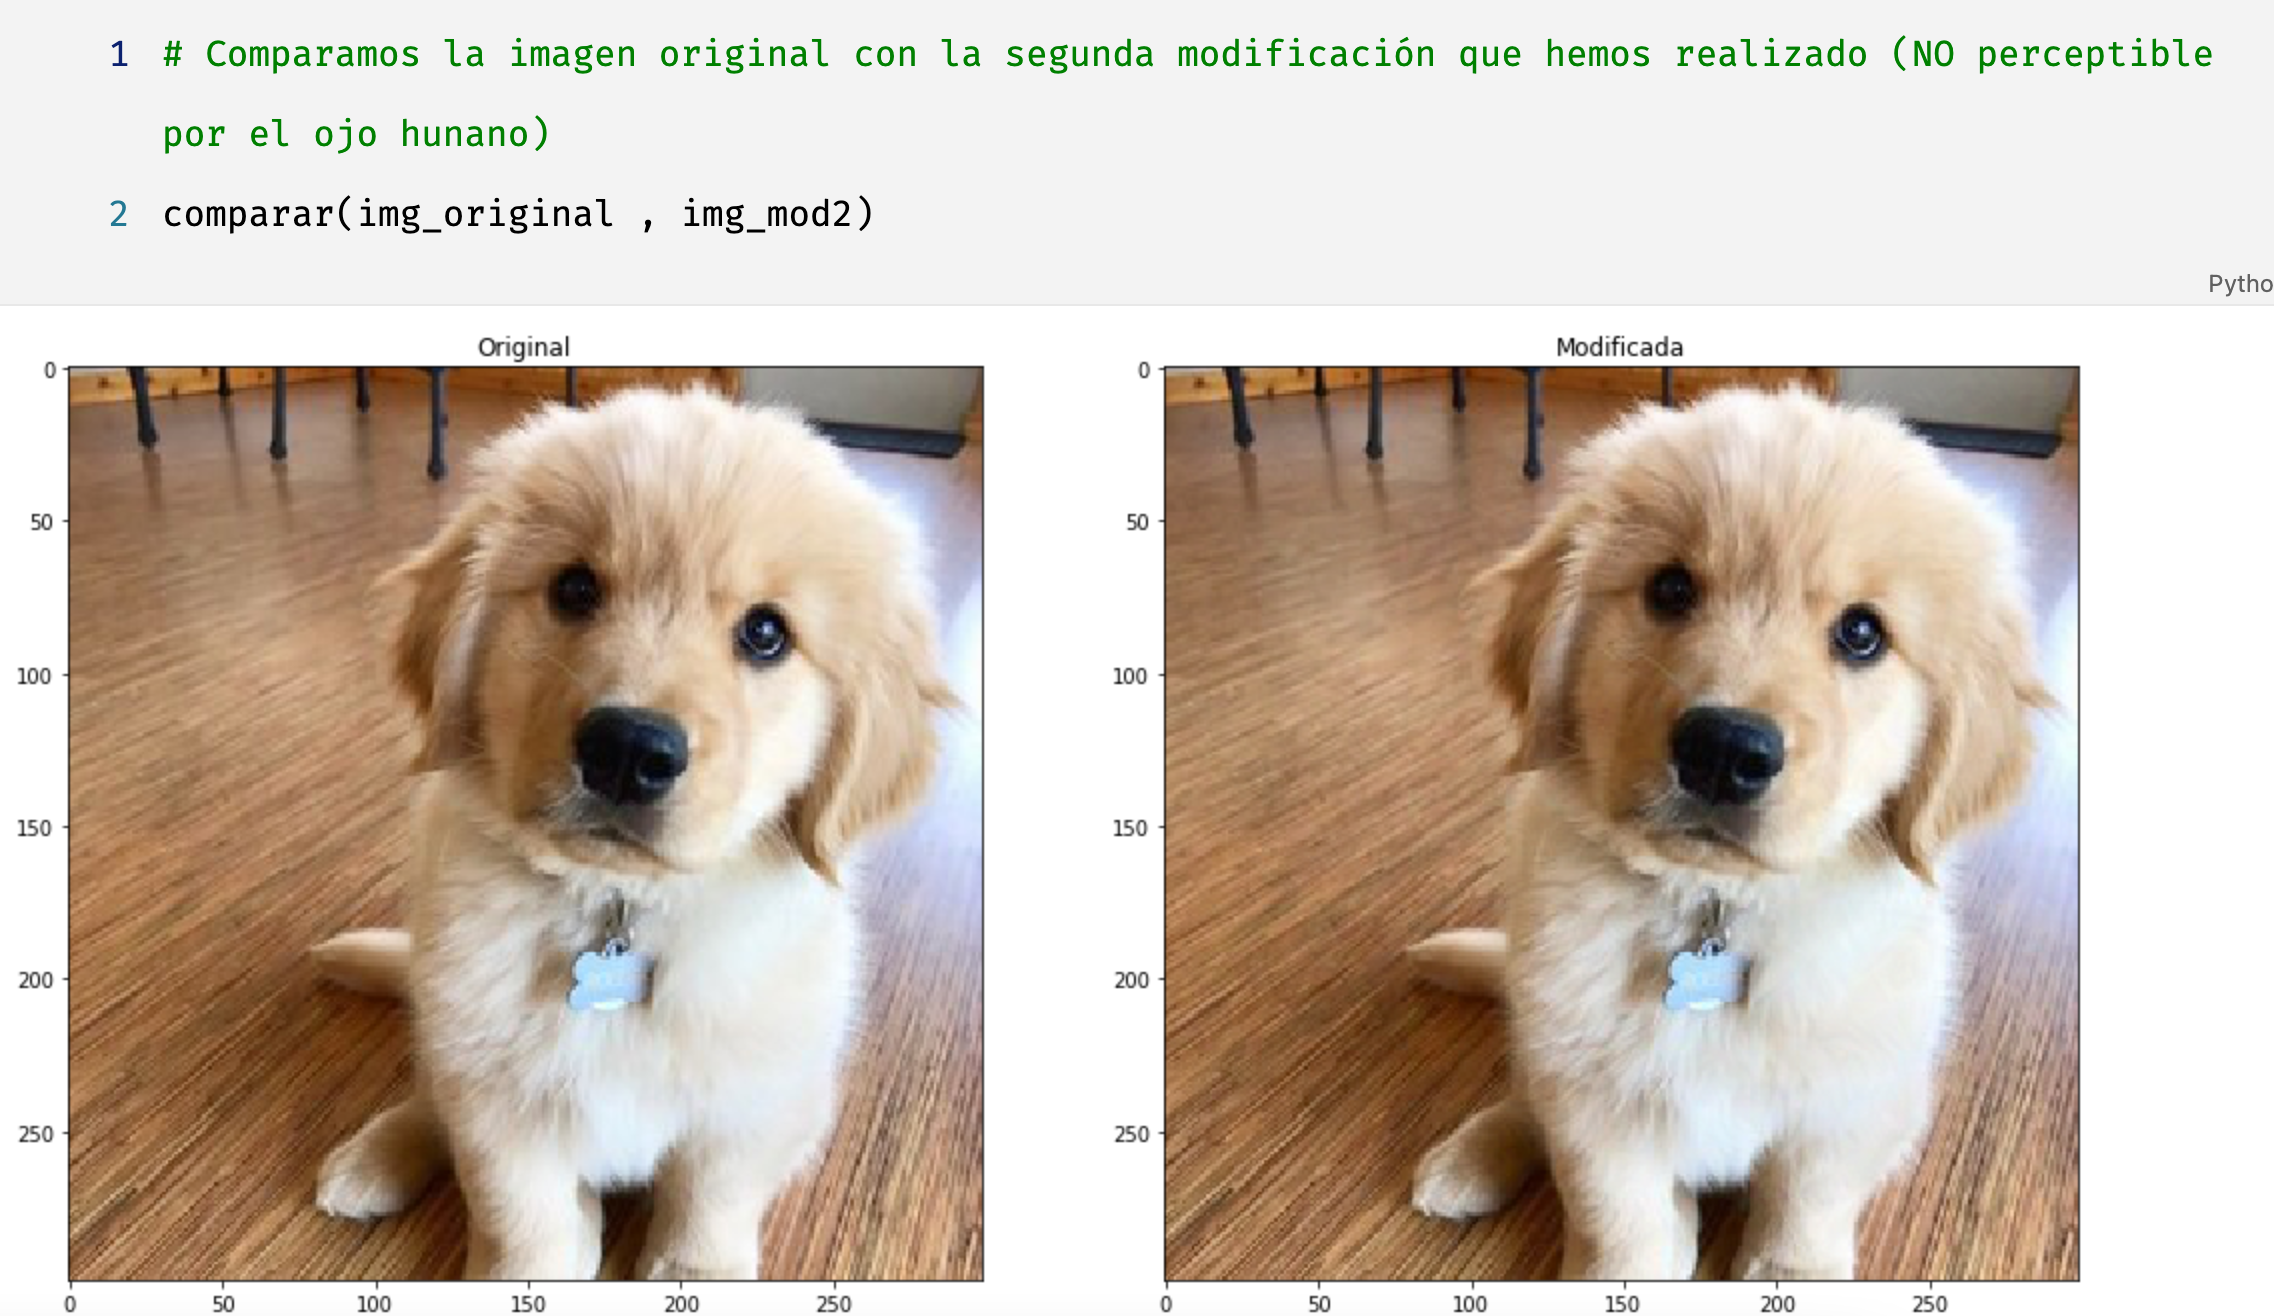 1 # Comparamos la imagen original con la segunda modificación que hemos realizado (NO perceptible
por el ojo hunano)
2 comparar(img_original , img_mod2)
Pytho
Original
Modificada
0
50
100
150
200
250
0 50 100 150 200 250
0
50
100
150
200
250
0 50 100 150 200 250